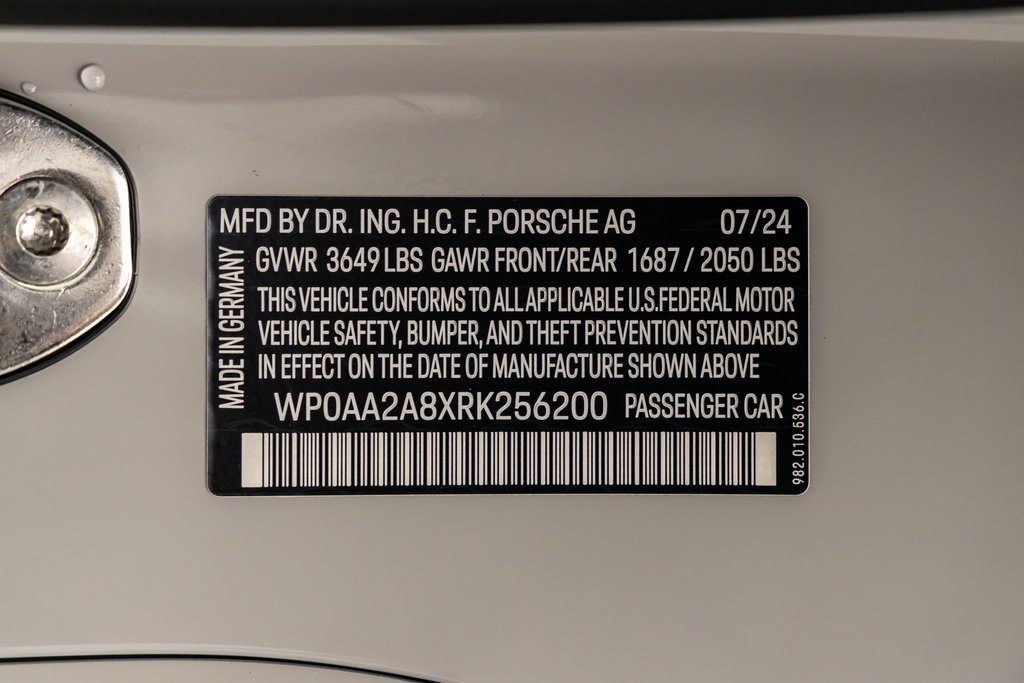 MFD BY DR. ING. H.C. F. PORSCHE AG 07/24
GVWR 3649 LBS GAWR FRONT/REAR 1687 / 2050 LBS
THIS VEHICLE CONFORMS TO ALL APPLICABLE U.S.FEDERAL MOTOR
VEHICLE SAFETY, BUMPER, AND THEFT PREVENTION STANDARDS
IN EFFECT ON THE DATE OF MANUFACTURE SHOWN ABOVE
MADE IN GERMANY
WP0AA2A8XRK256200 PASSENGER CAR
982.010.536.C